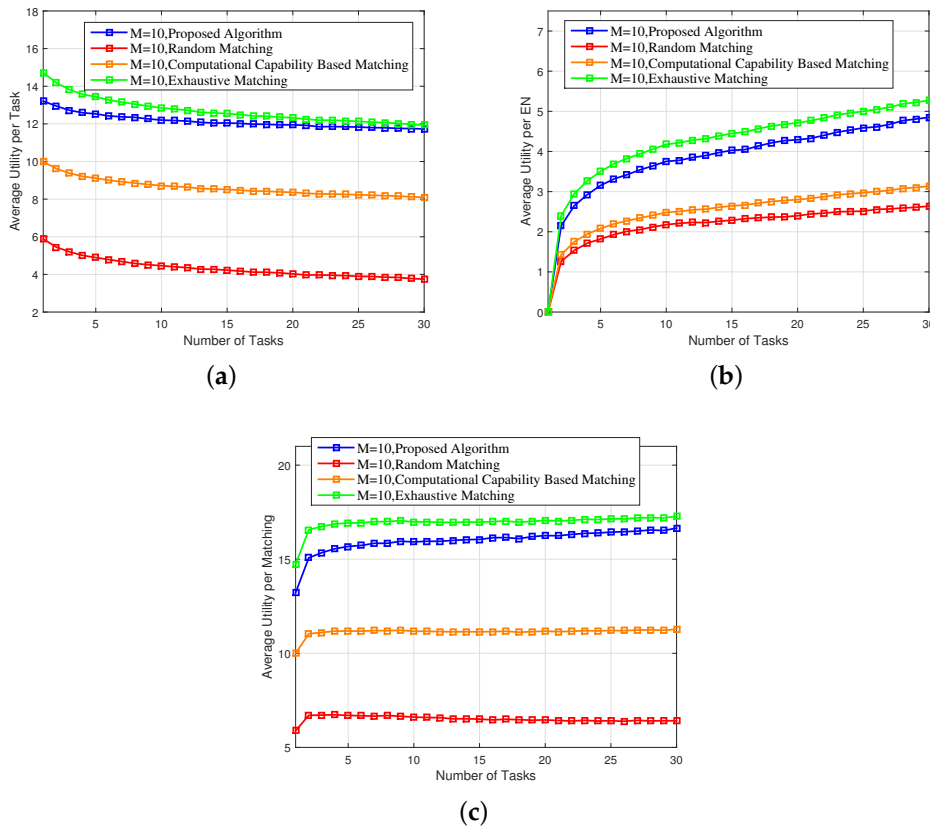 18
16
14
12
10
8
6
4
2
Average Utility per Task
M=10,Proposed Algorithm
M=10,Random Matching
M=10,Computational Capability Based Matching
M=10,Exhaustive Matching
5 10 15 20 25 30
Number of Tasks
(a)
7
6
5
4
3
2
1
0
Average Utility per EN
M=10,Proposed Algorithm
M=10,Random Matching
M=10,Computational Capability Based Matching
M=10,Exhaustive Matching
5 10 15 20 25 30
Number of Tasks
(b)
20
15
10
5
Average Utility per Matching
M=10,Proposed Algorithm
M=10,Random Matching
M=10,Computational Capability Based Matching
M=10,Exhaustive Matching
5 10 15 20 25 30
Number of Tasks
(c)